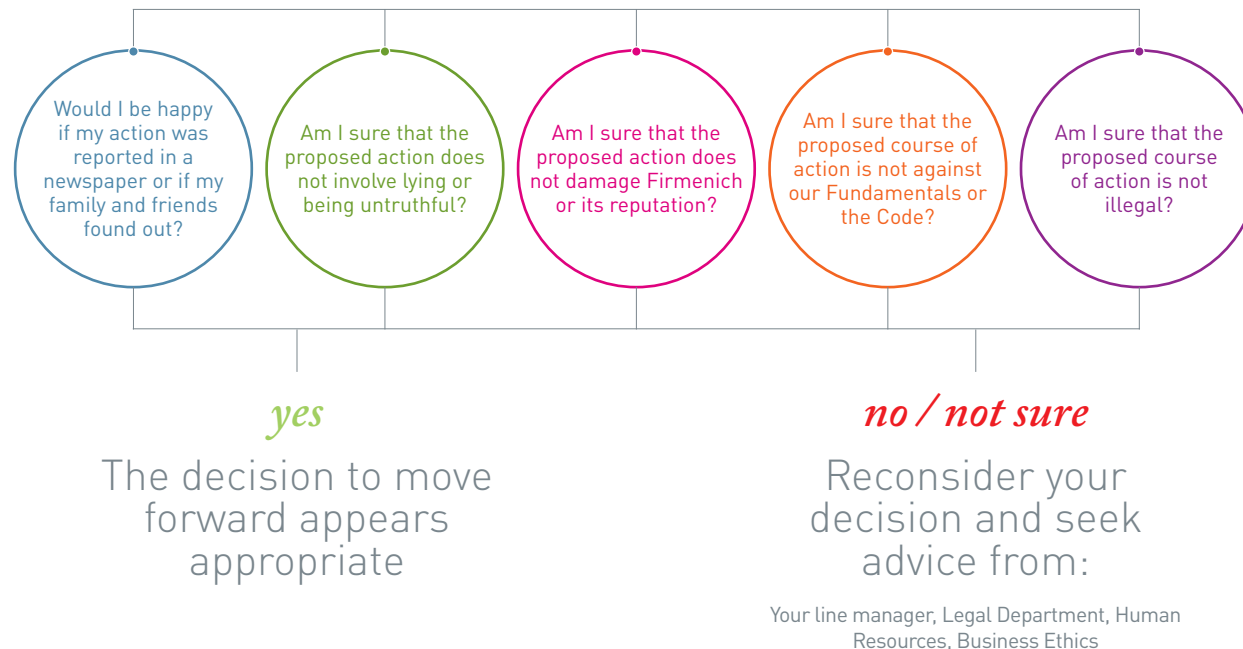 Would I be happy
if my action was
reported in a
newspaper or if my
family and friends
found out?
Am I sure that the
proposed action does
not involve lying or
being untruthful?
Am I sure that the
proposed action does
not damage Firmenich
or its reputation?
Am I sure that the
proposed course of
action is not against
our Fundamentals or
the Code?
Am I sure that the
proposed course
of action is not
illegal?
yes
The decision to move
forward appears
appropriate
no / not sure
Reconsider your
decision and seek
advice from:
Your line manager, Legal Department, Human
Resources, Business Ethics